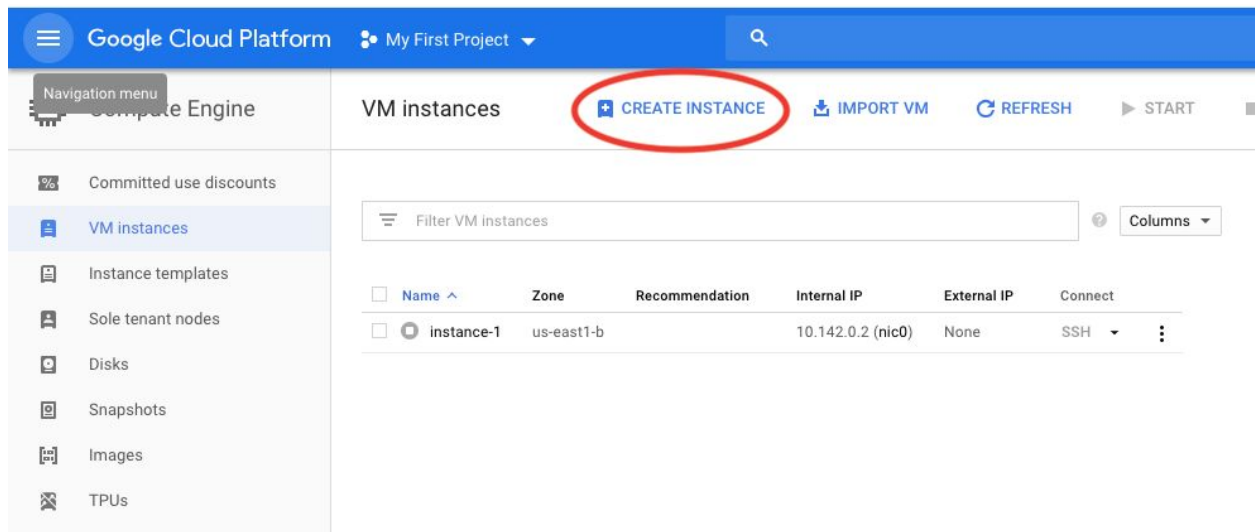 Google Cloud Platform My First Project
Navigation menu
Compute Engine
VM instances CREATE INSTANCE IMPORT VM REFRESH START
Committed use discounts
VM instances
Instance templates
Sole tenant nodes
Disks
Snapshots
Images
TPUs
Filter VM instances Columns
Name Zone Recommendation Internal IP External IP Connect
instance-1 us-east1-b 10.142.0.2 (nic0) None SSH